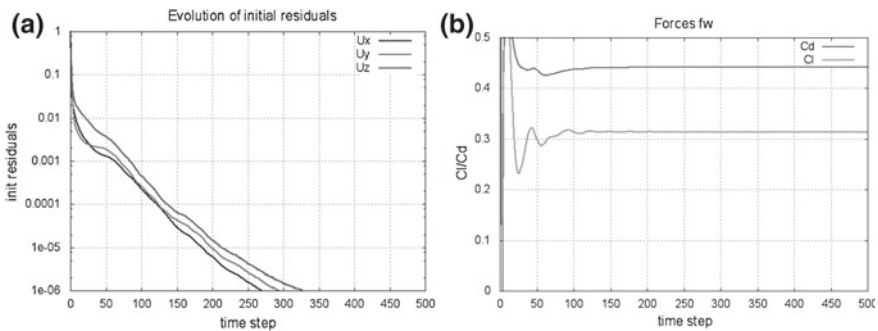 (a)
Evolution of initial residuals
Ux
Uy
Uz
init residuals
1
0.1
0.01
0.001
0.0001
1e-05
1e-06
0 50 100 150 200 250 300 350 400 450 500
time step
(b)
Forces fw
Cd
Cl
Cl/Cd
0.5
0.4
0.3
0.2
0.1
0
0 50 100 150 200 250 300 350 400 450 500
time step